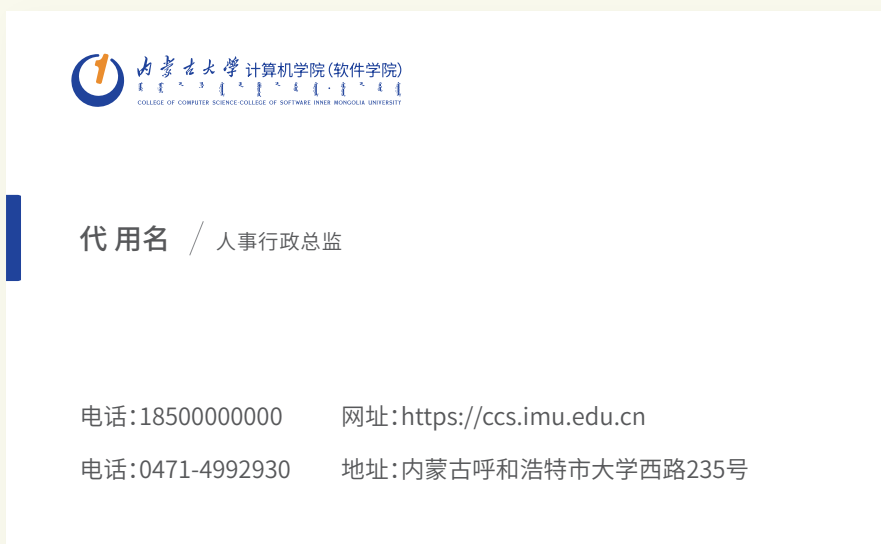 内蒙古大学 计算机学院(软件学院)
COLLEGE OF COMPUTER SCIENCE·COLLEGE OF SOFTWARE INNER MONGOLIA UNIVERSITY
代 用名 / 人事行政总监
电话:18500000000 网址:https://ccs.imu.edu.cn
电话:0471-4992930 地址:内蒙古呼和浩特市大学西路235号